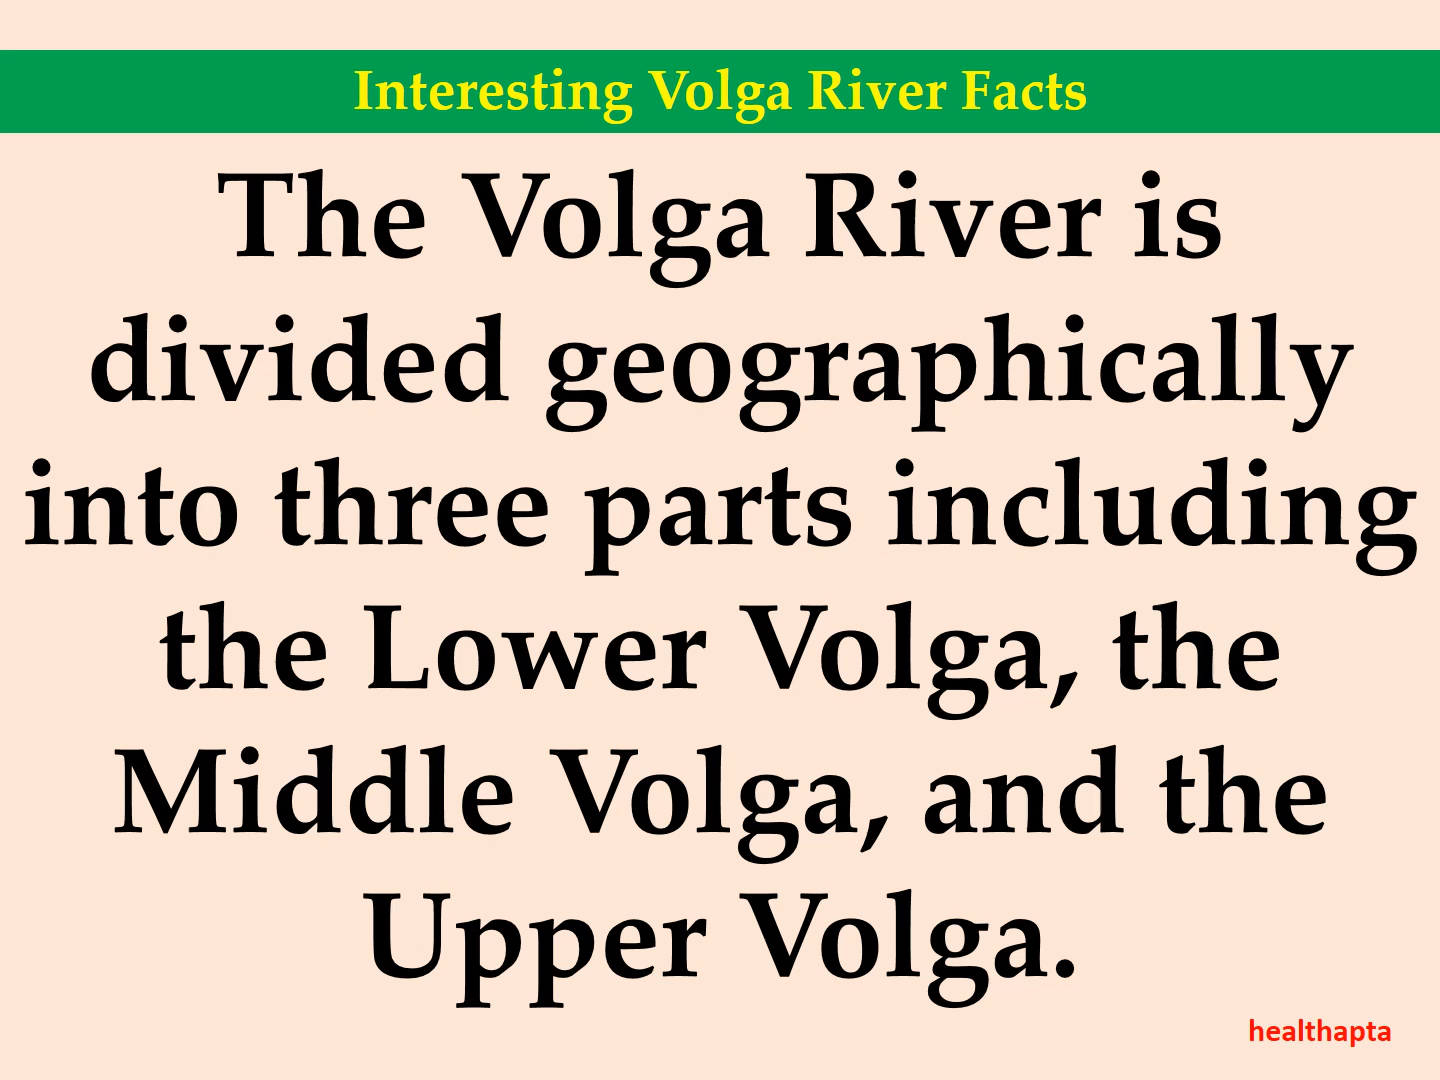 Interesting Volga River Facts
The Volga River is
divided geographically
into three parts including
the Lower Volga, the
Middle Volga, and the
Upper Volga.
healthapta